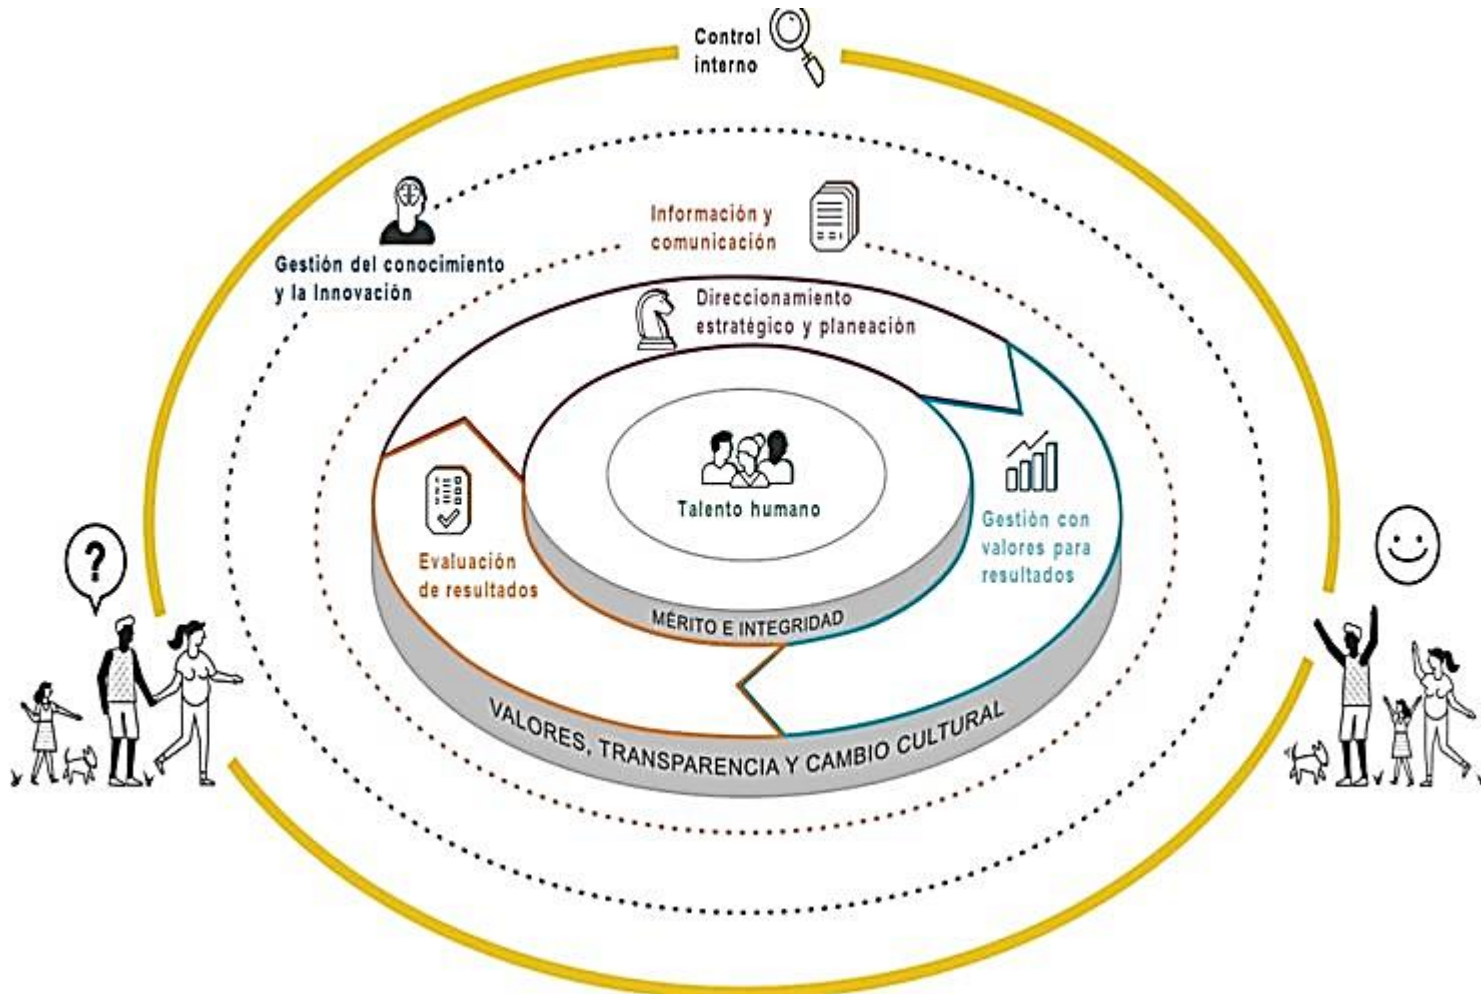 Control
interno
Información y
comunicación
Gestión del conocimiento
y la Innovación
Direccionamiento
estratégico y planeación
Talento humano
Gestión con
valores para
resultados
Evaluación
de resultados
MÉRITO E INTEGRIDAD
VALORES, TRANSPARENCIA Y CAMBIO CULTURAL
?